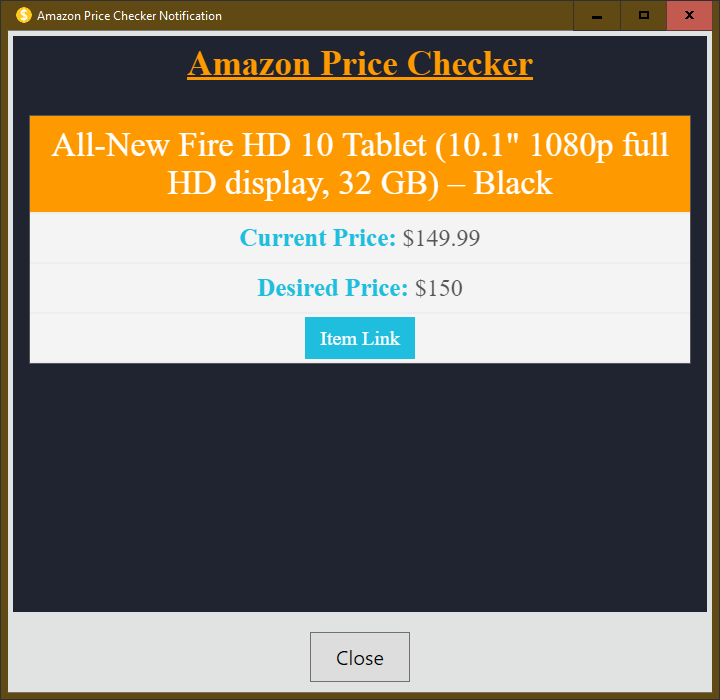 Amazon Price Checker Notification
Amazon Price Checker
All-New Fire HD 10 Tablet (10.1" 1080p full
HD display, 32 GB) – Black
Current Price: $149.99
Desired Price: $150
Item Link
Close